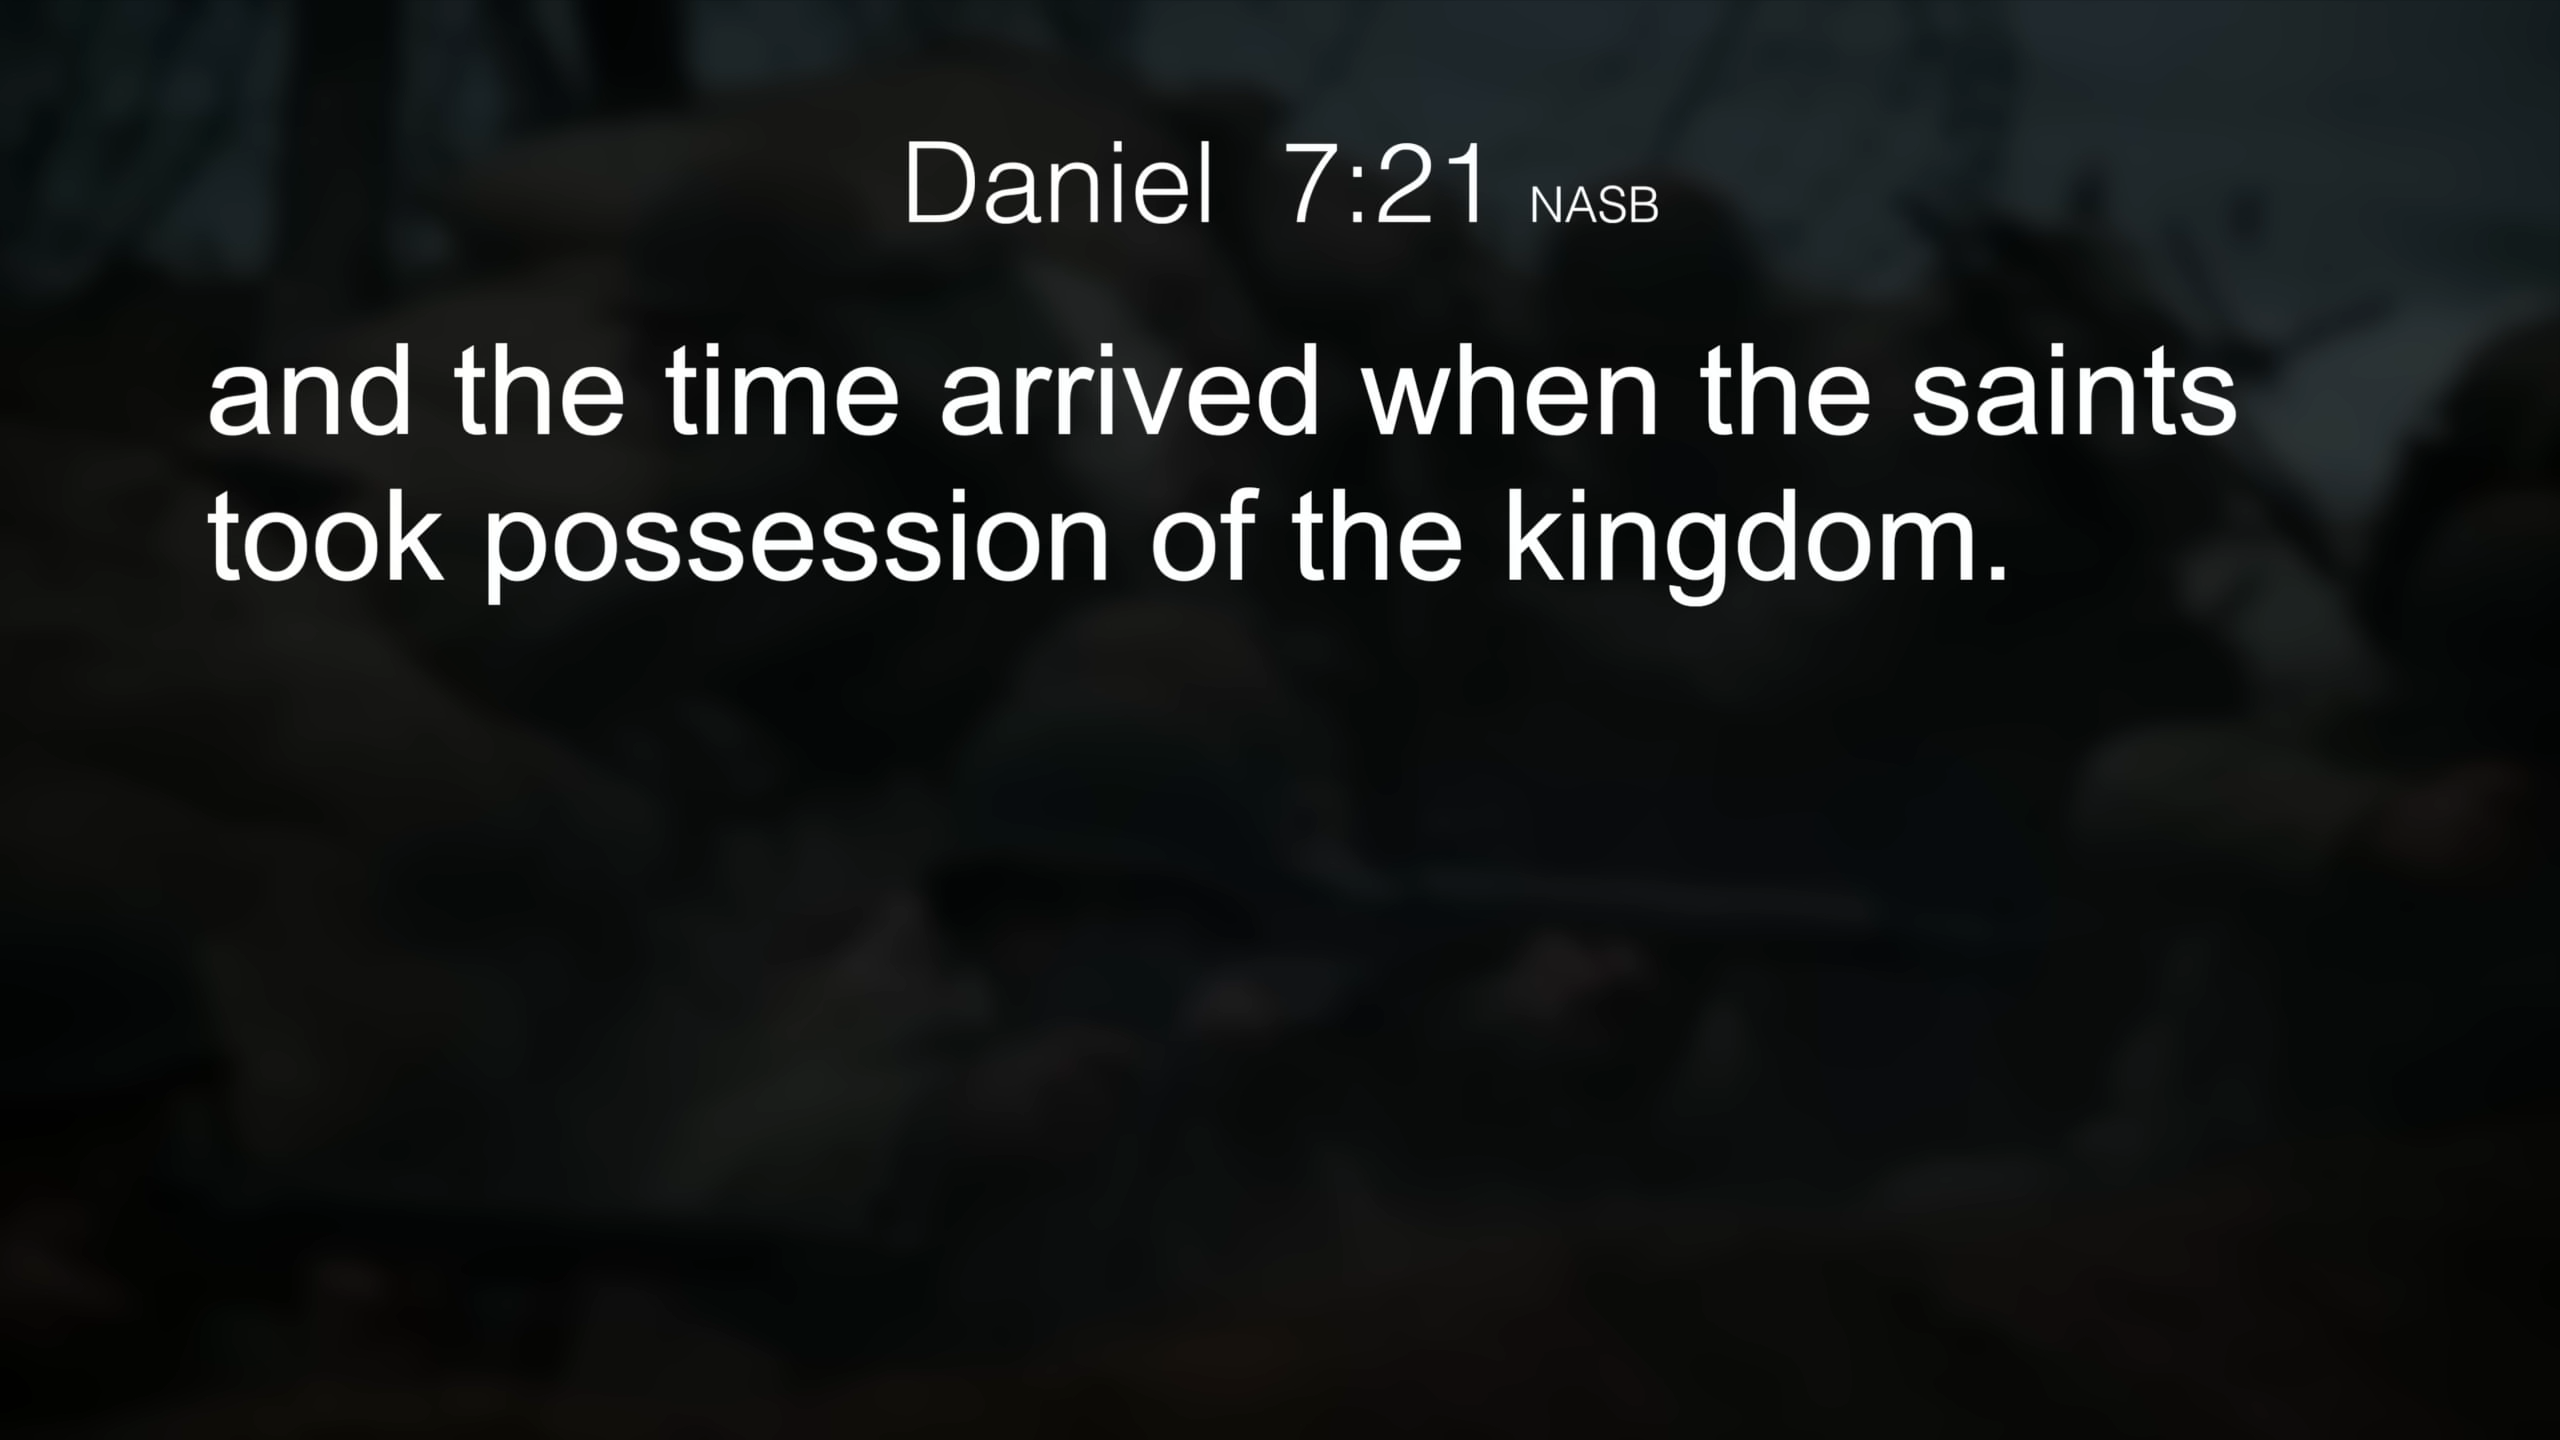 Daniel 7:21 NASB
and the time arrived when the saints
took possession of the kingdom.